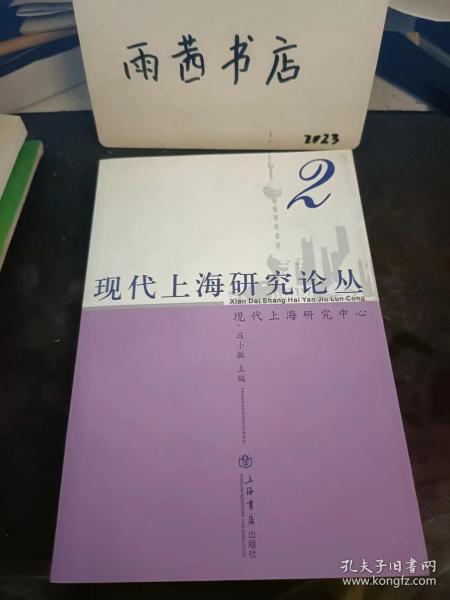 雨茜书店
2023
2
现代上海研究论丛
Xian Dai Shang Hai Yan Jiu Lun Cong
现代上海研究中心
·冯小敏 主编
上海书店出版社
孔夫子旧书网
www.kongfz.com